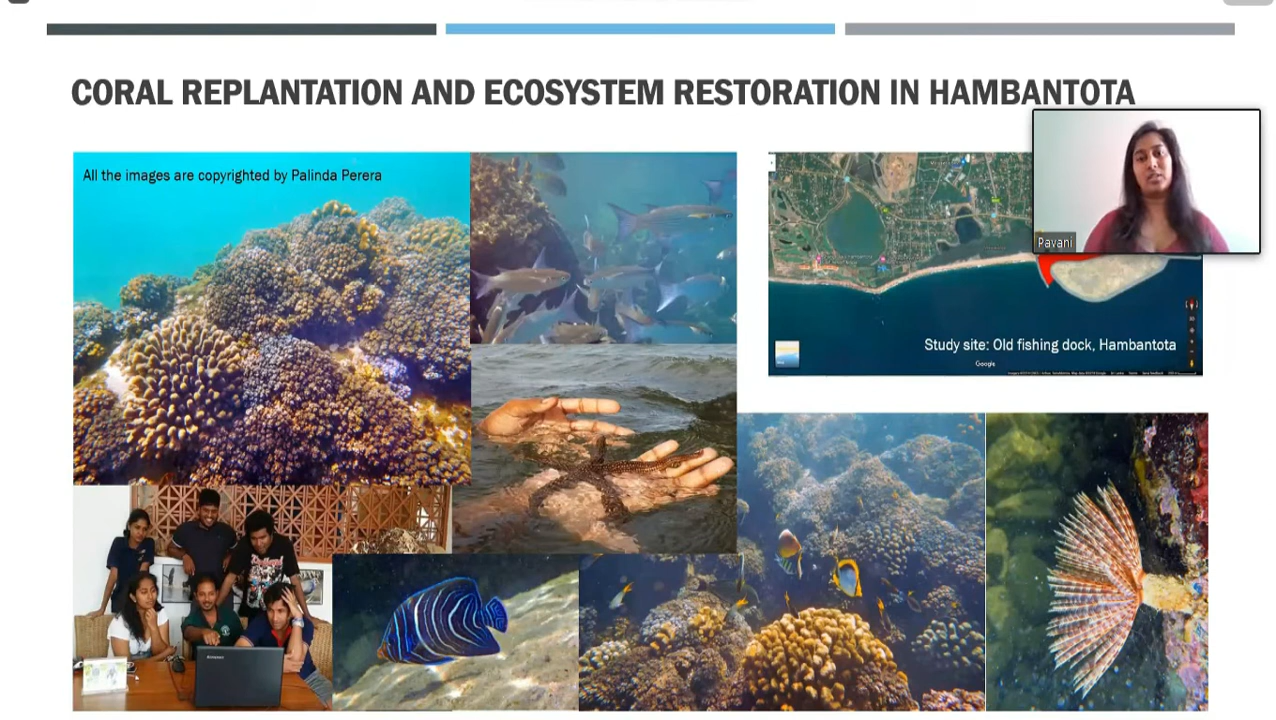 CORAL REPLANTATION AND ECOSYSTEM RESTORATION IN HAMBANTOTA
All the images are copyrighted by Palinda Perera
Pavani
Study site: Old fishing dock, Hambantota
Google